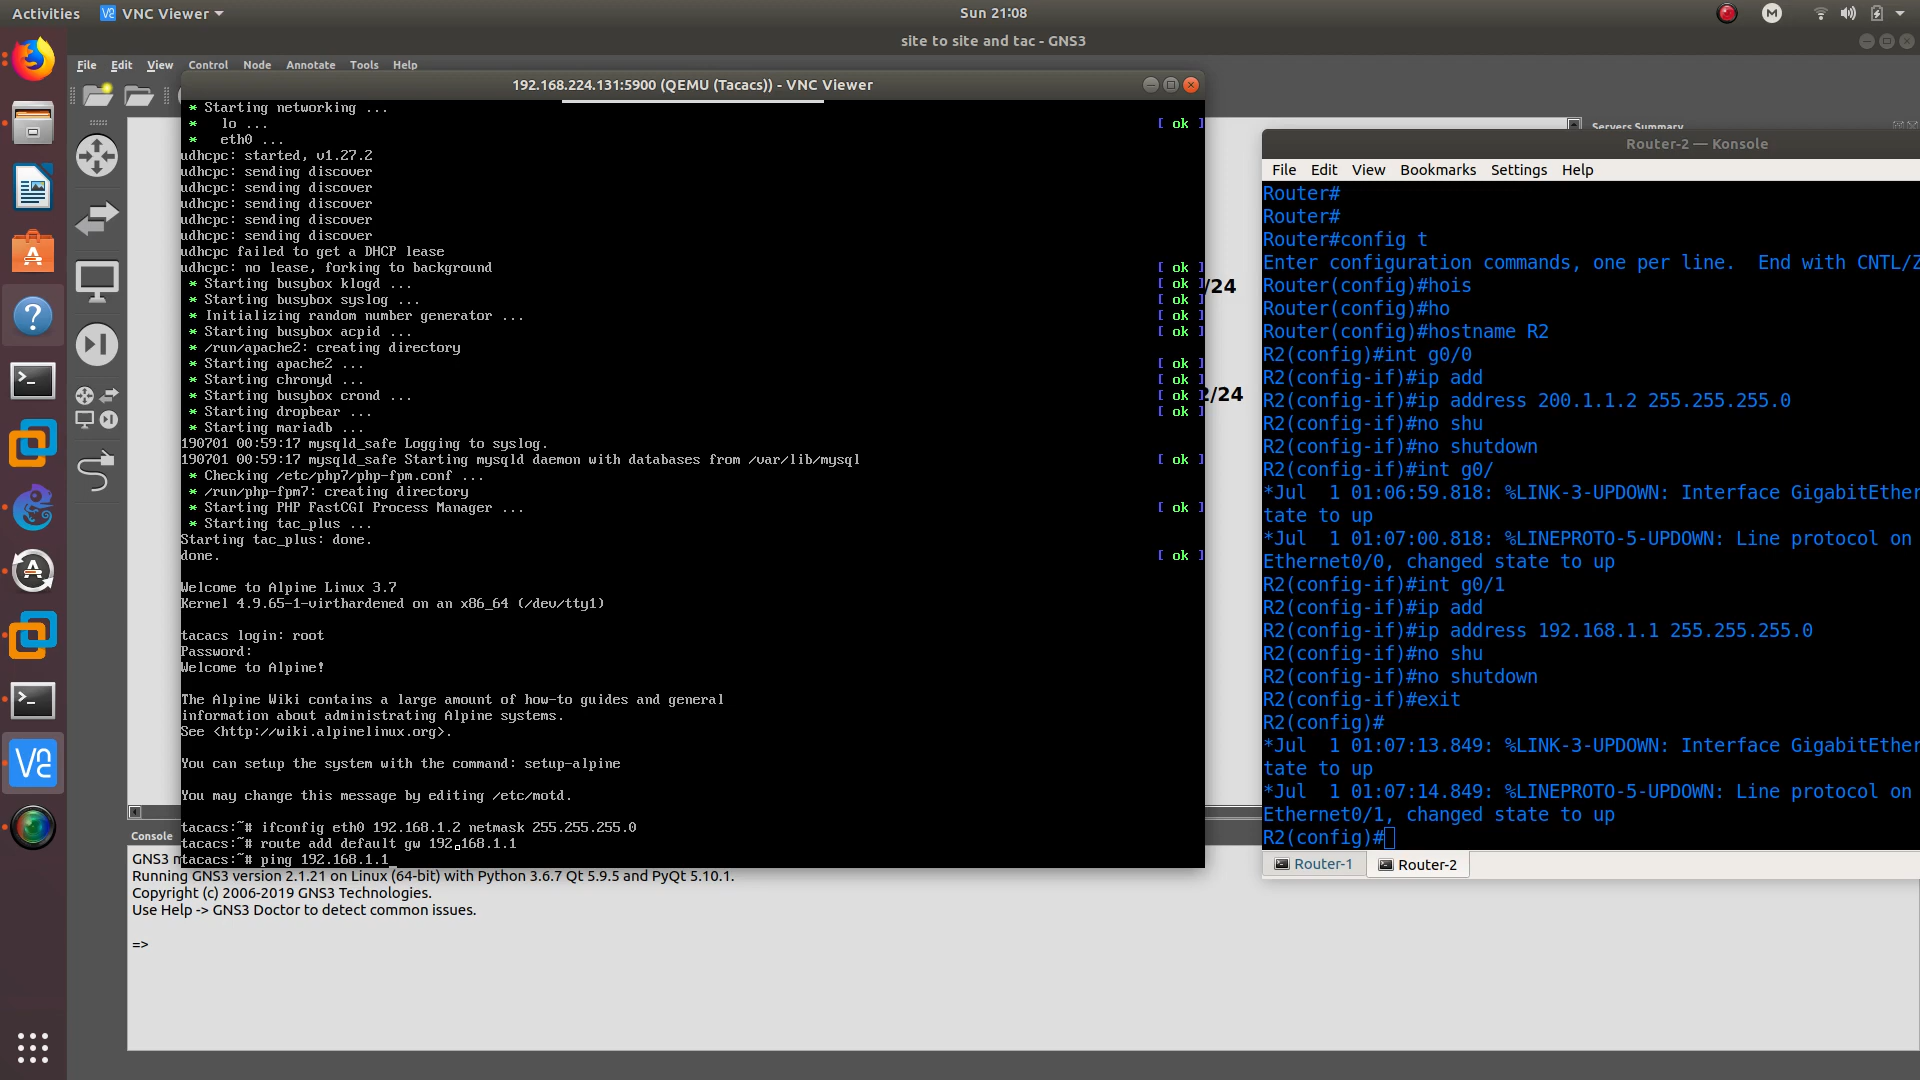 Activities VNC Viewer Sun 21:08
site to site and tac - GNS3
File Edit View Control Node Annotate Tools Help
192.168.224.131:5900 (QEMU (Tacacs)) - VNC Viewer
* Starting networking ...
* lo ... [ ok ]
* eth0 ...
udhcpc: started, v1.27.2
udhcpc: sending discover
udhcpc: sending discover
udhcpc: sending discover
udhcpc: sending discover
udhcpc: sending discover
udhcpc failed to get a DHCP lease
udhcpc: no lease, forking to background [ ok ]
* Starting busybox klogd ... [ ok ]
* Starting busybox syslog ... [ ok ]
* Initializing random number generator ... [ ok ]
* Starting busybox acpid ... [ ok ]
* /run/apache2: creating directory
* Starting apache2 ... [ ok ]
* Starting chronyd ... [ ok ]
* Starting busybox crond ... [ ok ]
* Starting dropbear ... [ ok ]
* Starting mariadb ...
190701 00:59:17 mysqld_safe Logging to syslog.
190701 00:59:17 mysqld_safe Starting mysqld daemon with databases from /var/lib/mysql [ ok ]
* Checking /etc/php7/php-fpm.conf ...
* /run/php-fpm7: creating directory
* Starting PHP FastCGI Process Manager ... [ ok ]
* Starting tac_plus ...
Starting tac_plus: done.
done. [ ok ]
Welcome to Alpine Linux 3.7
Kernel 4.9.65-1-virthardened on an x86_64 (/dev/tty1)
tacacs login: root
Password:
Welcome to Alpine!
The Alpine Wiki contains a large amount of how-to guides and general
information about administrating Alpine systems.
See <http://wiki.alpinelinux.org>.
You can setup the system with the command: setup-alpine
You may change this message by editing /etc/motd.
tacacs:~# ifconfig eth0 192.168.1.2 netmask 255.255.255.0
tacacs:~# route add default gw 192.168.1.1
tacacs:~# ping 192.168.1.1_
/24
2/24
Servers Summary
Router-2 — Konsole
File Edit View Bookmarks Settings Help
Router#
Router#
Router#config t
Enter configuration commands, one per line. End with CNTL/Z
Router(config)#hois
Router(config)#ho
Router(config)#hostname R2
R2(config)#int g0/0
R2(config-if)#ip add
R2(config-if)#ip address 200.1.1.2 255.255.255.0
R2(config-if)#no shu
R2(config-if)#no shutdown
R2(config-if)#int g0/
*Jul 1 01:06:59.818: %LINK-3-UPDOWN: Interface GigabitEther
tate to up
*Jul 1 01:07:00.818: %LINEPROTO-5-UPDOWN: Line protocol on
Ethernet0/0, changed state to up
R2(config-if)#int g0/1
R2(config-if)#ip add
R2(config-if)#ip address 192.168.1.1 255.255.255.0
R2(config-if)#no shu
R2(config-if)#no shutdown
R2(config-if)#exit
R2(config)#
*Jul 1 01:07:13.849: %LINK-3-UPDOWN: Interface GigabitEther
tate to up
*Jul 1 01:07:14.849: %LINEPROTO-5-UPDOWN: Line protocol on
Ethernet0/1, changed state to up
R2(config)#
Router-1 Router-2
Console
GNS3 m
Running GNS3 version 2.1.21 on Linux (64-bit) with Python 3.6.7 Qt 5.9.5 and PyQt 5.10.1.
Copyright (c) 2006-2019 GNS3 Technologies.
Use Help -> GNS3 Doctor to detect common issues.
=>